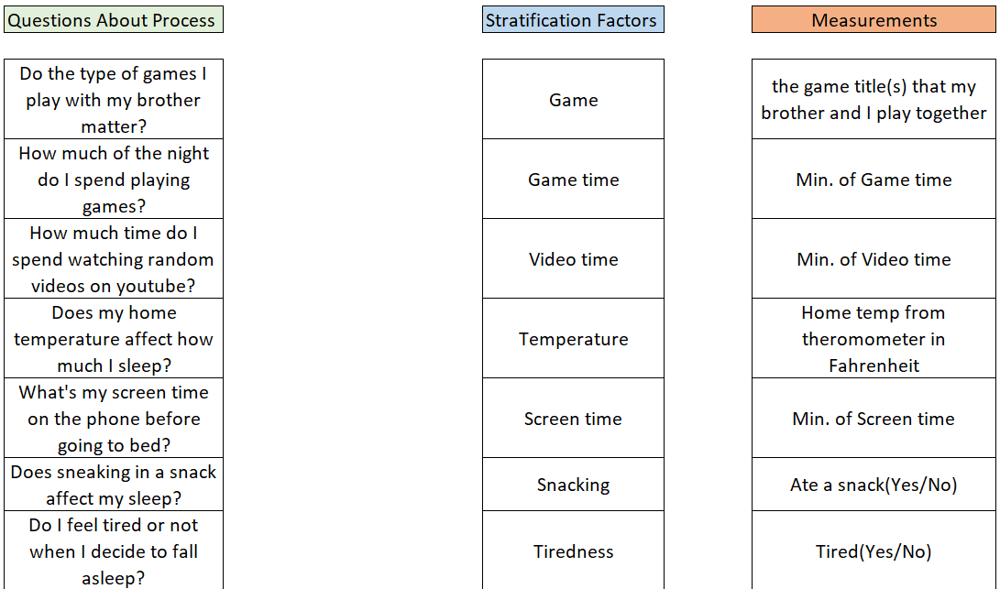 Questions About Process
Stratification Factors
Measurements
Do the type of games I
play with my brother
matter?
Game
the game title(s) that my
brother and I play together
How much of the night
do I spend playing
games?
Game time
Min. of Game time
How much time do I
spend watching random
videos on youtube?
Video time
Min. of Video time
Does my home
temperature affect how
much I sleep?
Temperature
Home temp from
theromometer in
Fahrenheit
What's my screen time
on the phone before
going to bed?
Screen time
Min. of Screen time
Does sneaking in a snack
affect my sleep?
Snacking
Ate a snack(Yes/No)
Do I feel tired or not
when I decide to fall
asleep?
Tiredness
Tired(Yes/No)